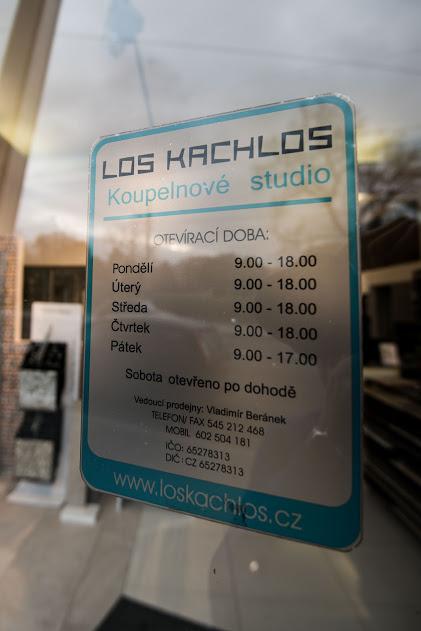 LOS KACHLOS
Koupelnové studio
OTEVÍRACÍ DOBA:
Pondělí 9.00 - 18.00
Úterý 9.00 - 18.00
Středa 9.00 - 18.00
Čtvrtek 9.00 - 18.00
Pátek 9.00 - 17.00
Sobota otevřeno po dohodě
Vedoucí prodejny: Vladimír Beránek
TELEFON/ FAX 545 212 468
MOBIL 602 504 181
IČO: 65278313
DIČ: CZ 65278313
www.loskachlos.cz